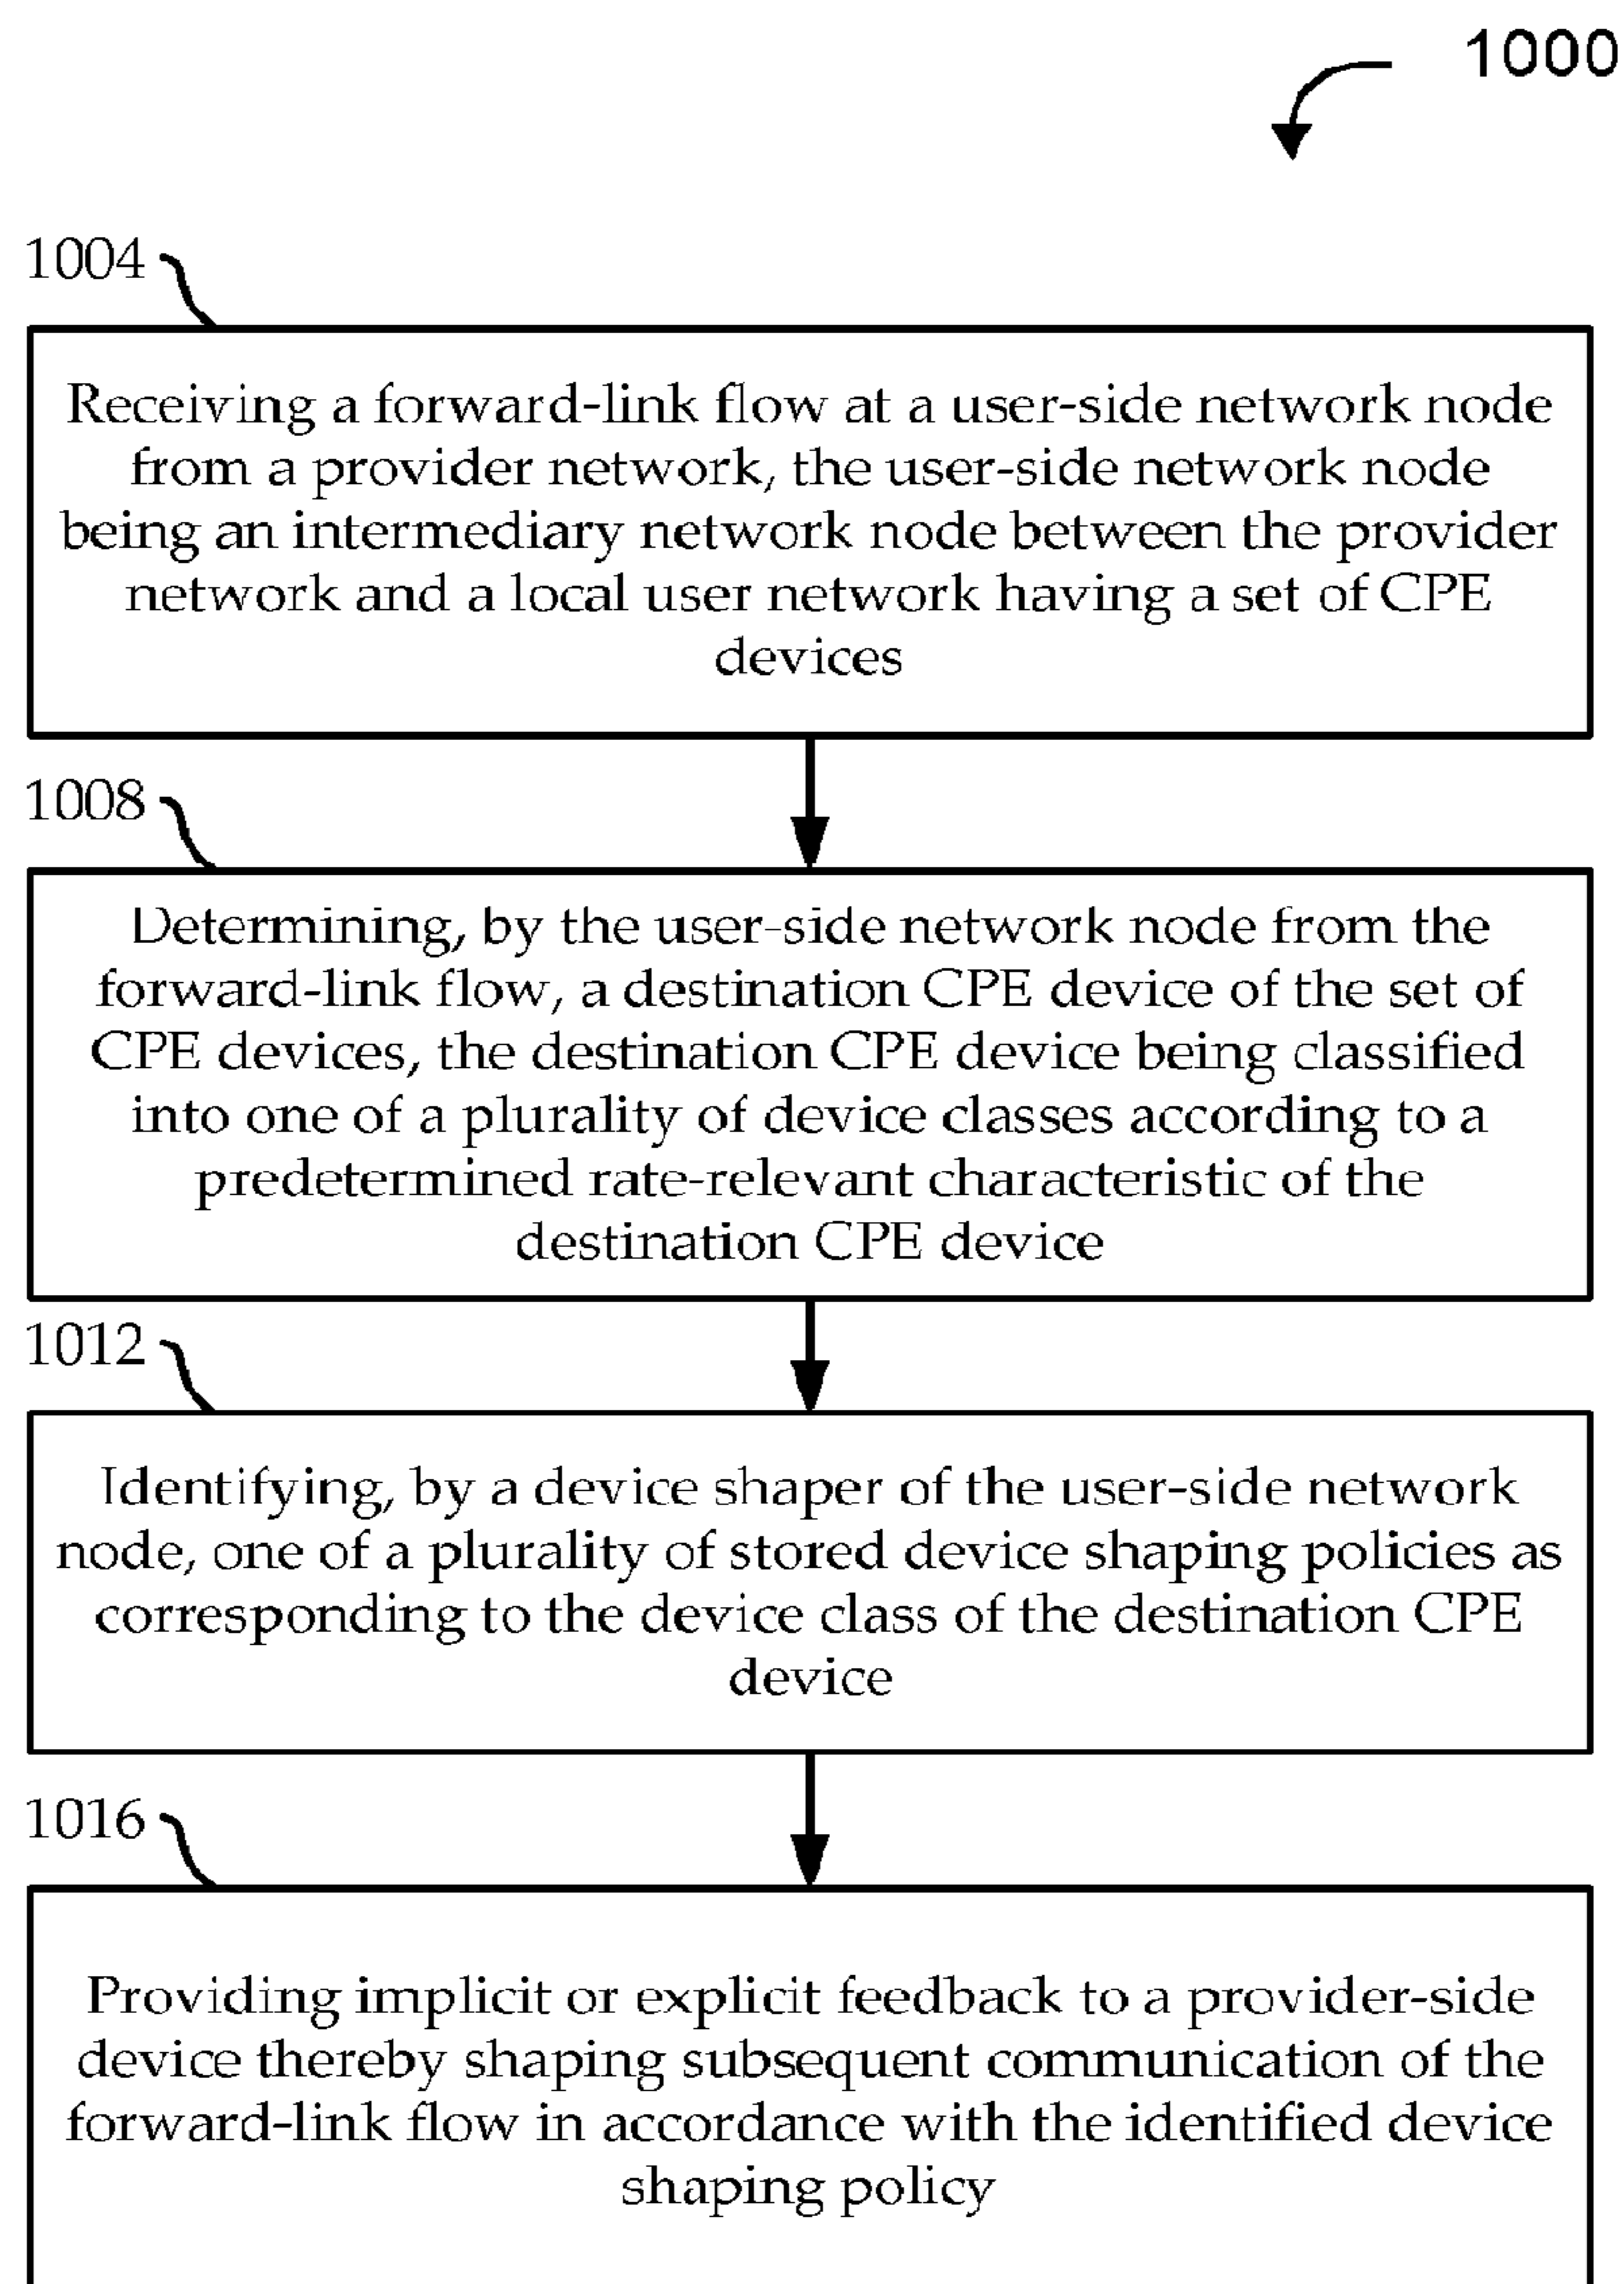 1000
1004
Receiving a forward-link flow at a user-side network node
from a provider network, the user-side network node
being an intermediary network node between the provider
network and a local user network having a set of CPE
devices
1008
Determining, by the user-side network node from the
forward-link flow, a destination CPE device of the set of
CPE devices, the destination CPE device being classified
into one of a plurality of device classes according to a
predetermined rate-relevant characteristic of the
destination CPE device
1012
Identifying, by a device shaper of the user-side network
node, one of a plurality of stored device shaping policies as
corresponding to the device class of the destination CPE
device
1016
Providing implicit or explicit feedback to a provider-side
device thereby shaping subsequent communication of the
forward-link flow in accordance with the identified device
shaping policy